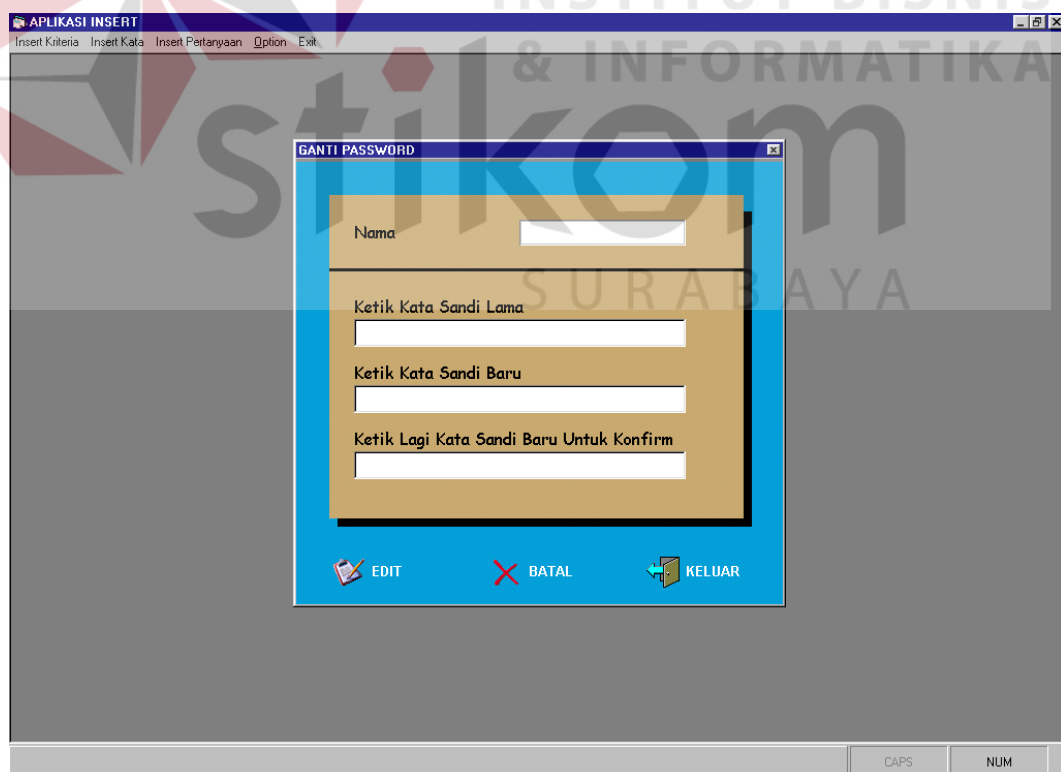 INSTITUT BISNIS
APLIKASI INSERT
Insert Kriteria Insert Kata Insert Pertanyaan Option Exit
& INFORMATIKA
stikom
GANTI PASSWORD
Nama
SURABAYA
Ketik Kata Sandi Lama
Ketik Kata Sandi Baru
Ketik Lagi Kata Sandi Baru Untuk Konfirm
EDIT BATAL KELUAR
CAPS NUM